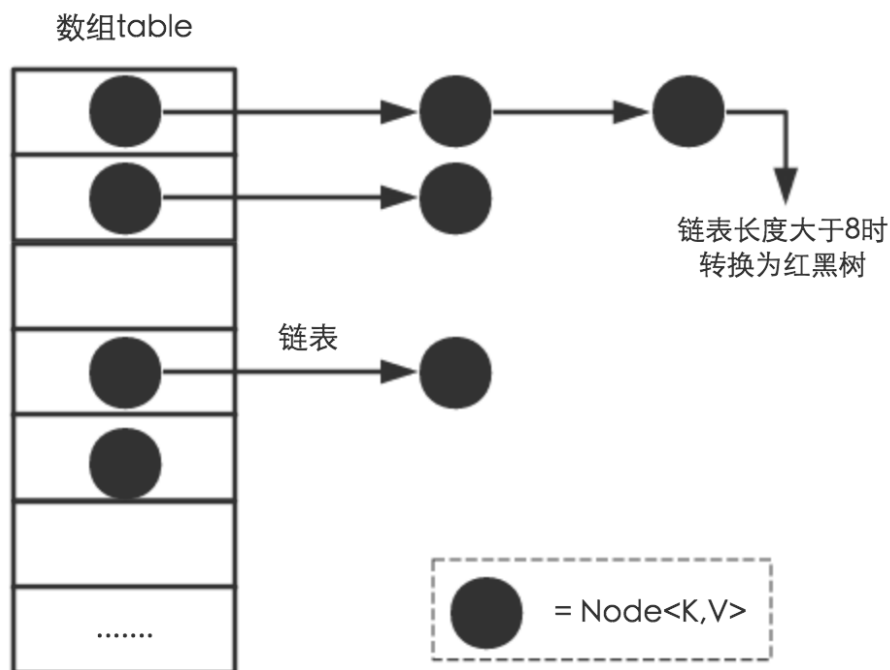 数组table
链表长度大于8时
转换为红黑树
链表
.......
= Node<K,V>